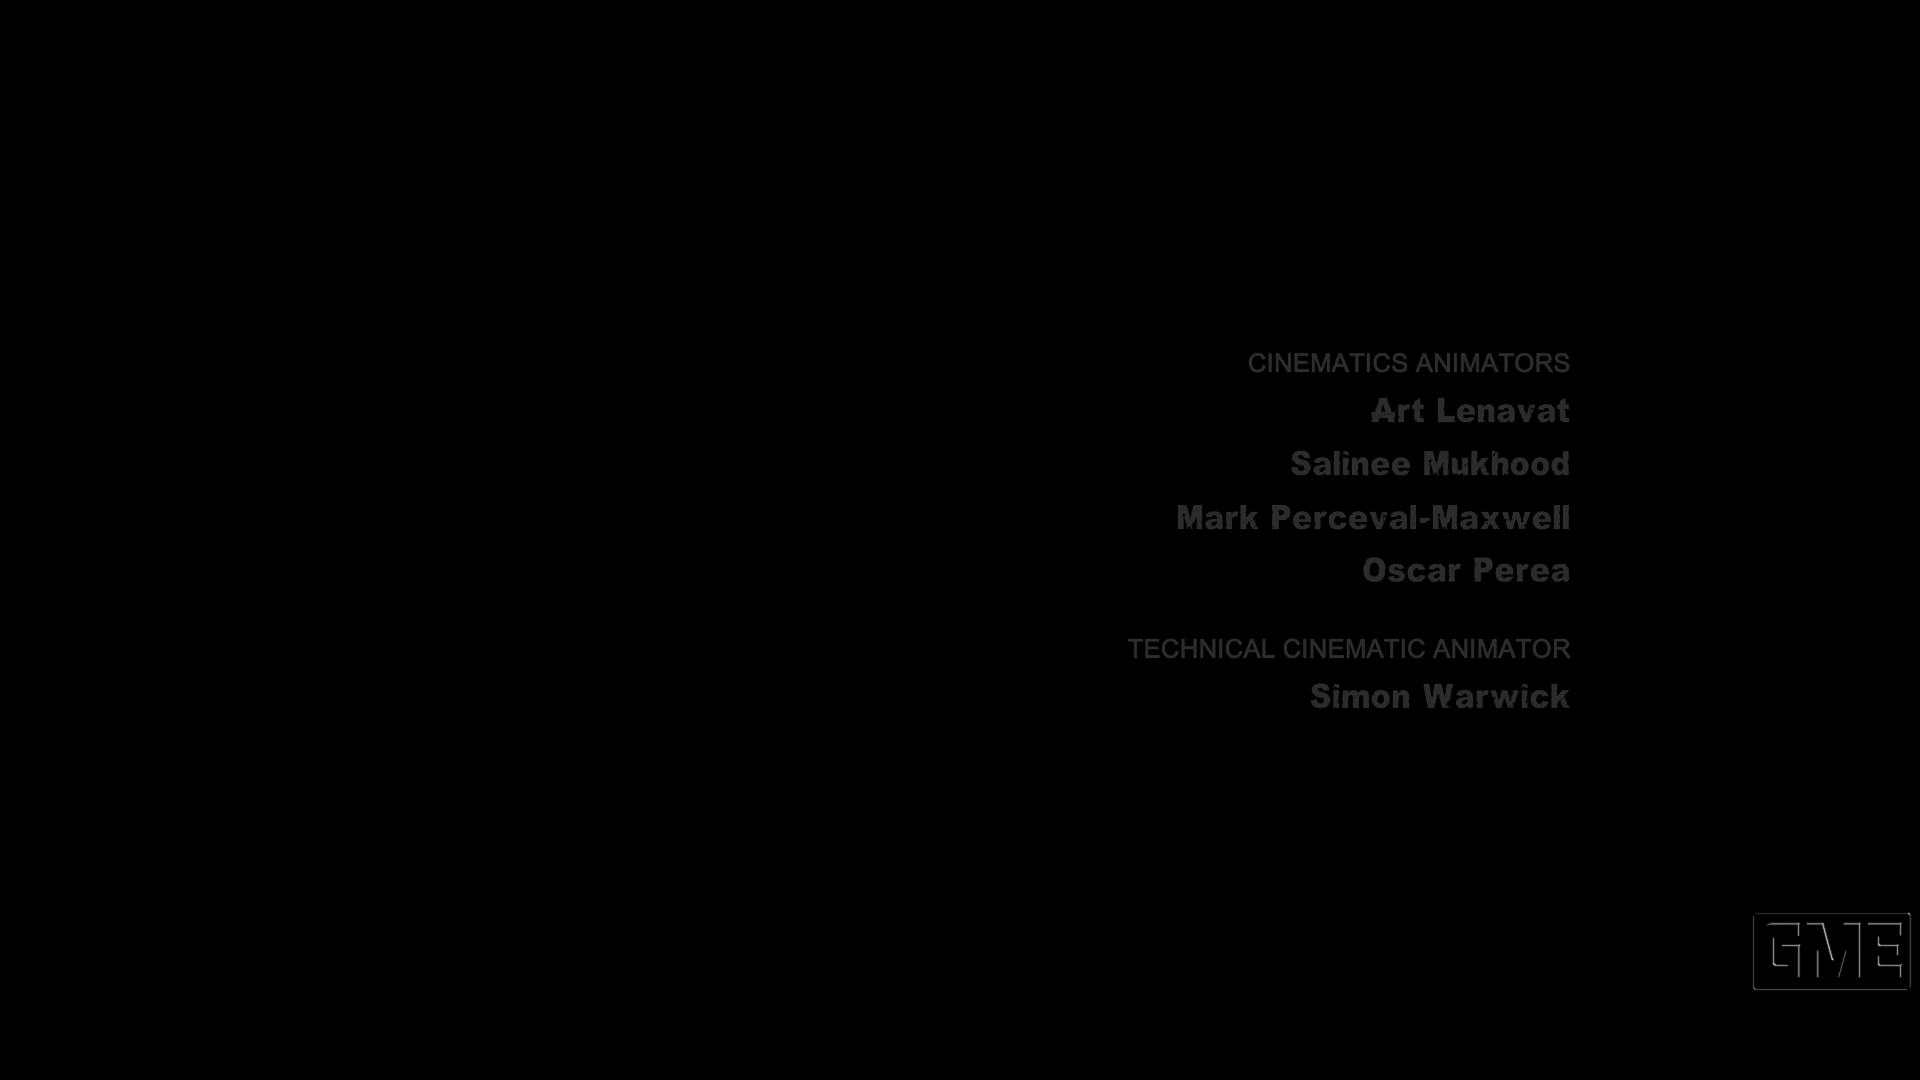 CINEMATICS ANIMATORS
Art Lenavat
Salinee Mukhood
Mark Perceval-Maxwell
Oscar Perea
TECHNICAL CINEMATIC ANIMATOR
Simon Warwick
GME